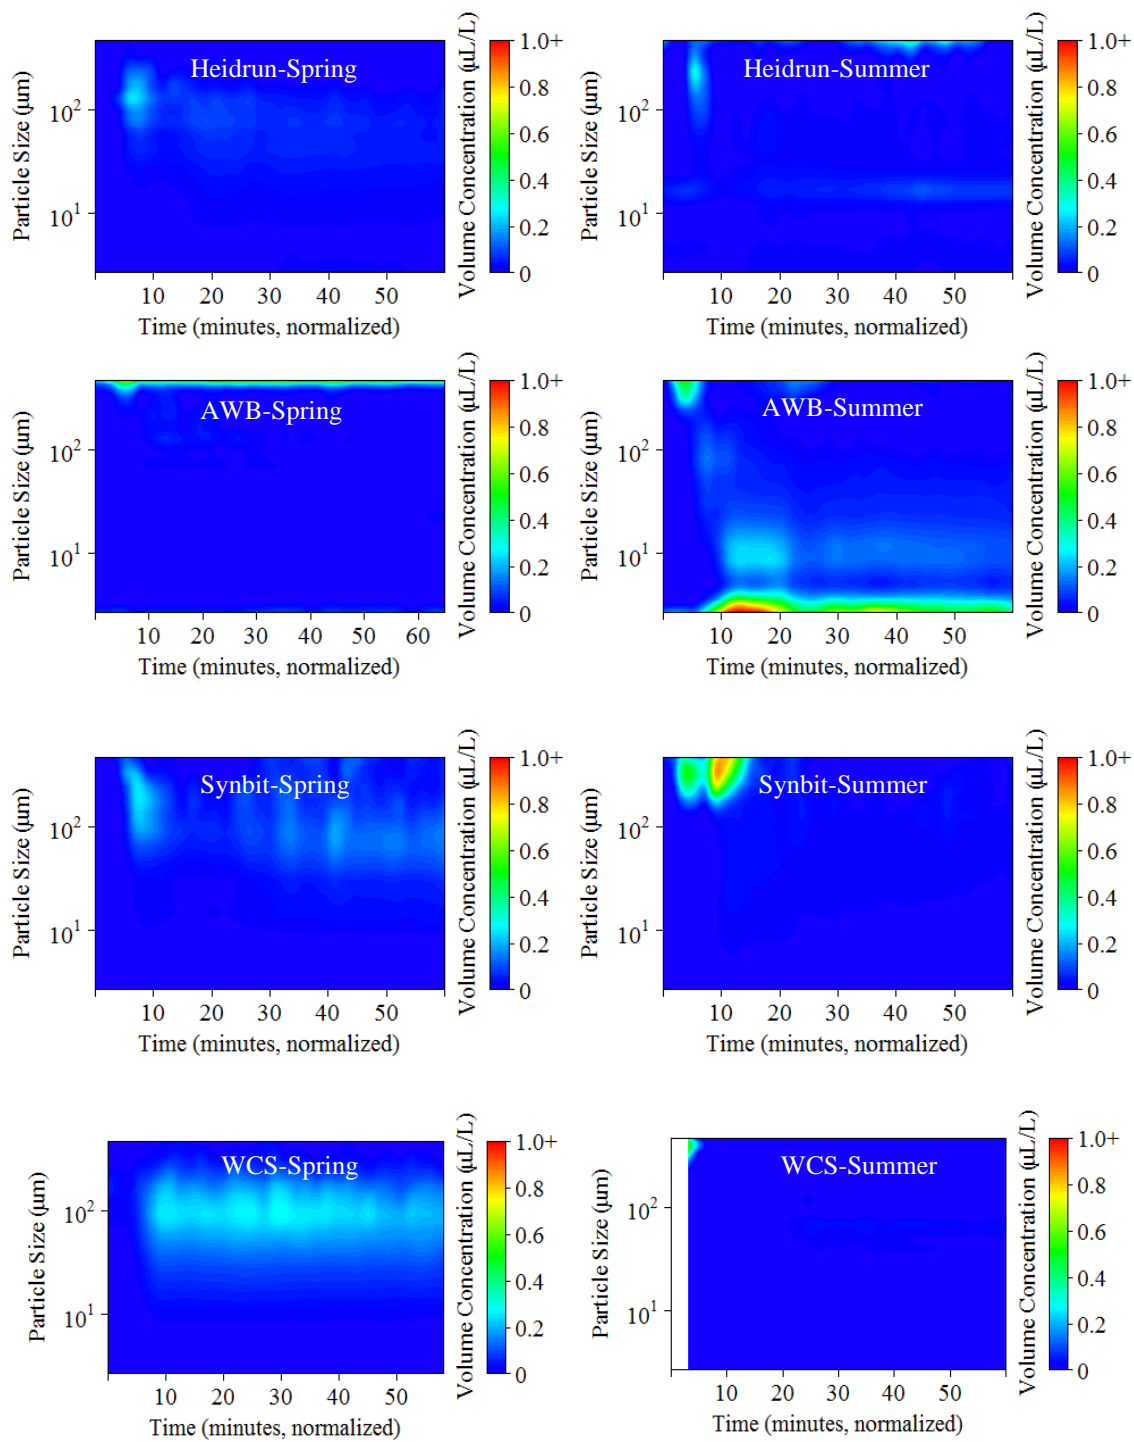 Heidrun-Spring
Particle Size (µm)
10²
10¹
10 20 30 40 50
Time (minutes, normalized)
Volume Concentration (µL/L)
1.0+
0.8
0.6
0.4
0.2
0
Heidrun-Summer
Particle Size (µm)
10²
10¹
10 20 30 40 50
Time (minutes, normalized)
Volume Concentration (µL/L)
1.0+
0.8
0.6
0.4
0.2
0
AWB-Spring
Particle Size (µm)
10²
10¹
10 20 30 40 50 60
Time (minutes, normalized)
Volume Concentration (µL/L)
1.0+
0.8
0.6
0.4
0.2
0
AWB-Summer
Particle Size (µm)
10²
10¹
10 20 30 40 50
Time (minutes, normalized)
Volume Concentration (µL/L)
1.0+
0.8
0.6
0.4
0.2
0
Synbit-Spring
Particle Size (µm)
10²
10¹
10 20 30 40 50
Time (minutes, normalized)
Volume Concentration (µL/L)
1.0+
0.8
0.6
0.4
0.2
0
Synbit-Summer
Particle Size (µm)
10²
10¹
10 20 30 40 50
Time (minutes, normalized)
Volume Concentration (µL/L)
1.0+
0.8
0.6
0.4
0.2
0
WCS-Spring
Particle Size (µm)
10²
10¹
10 20 30 40 50
Time (minutes, normalized)
Volume Concentration (µL/L)
1.0+
0.8
0.6
0.4
0.2
0
WCS-Summer
Particle Size (µm)
10²
10¹
10 20 30 40 50
Time (minutes, normalized)
Volume Concentration (µL/L)
1.0+
0.8
0.6
0.4
0.2
0